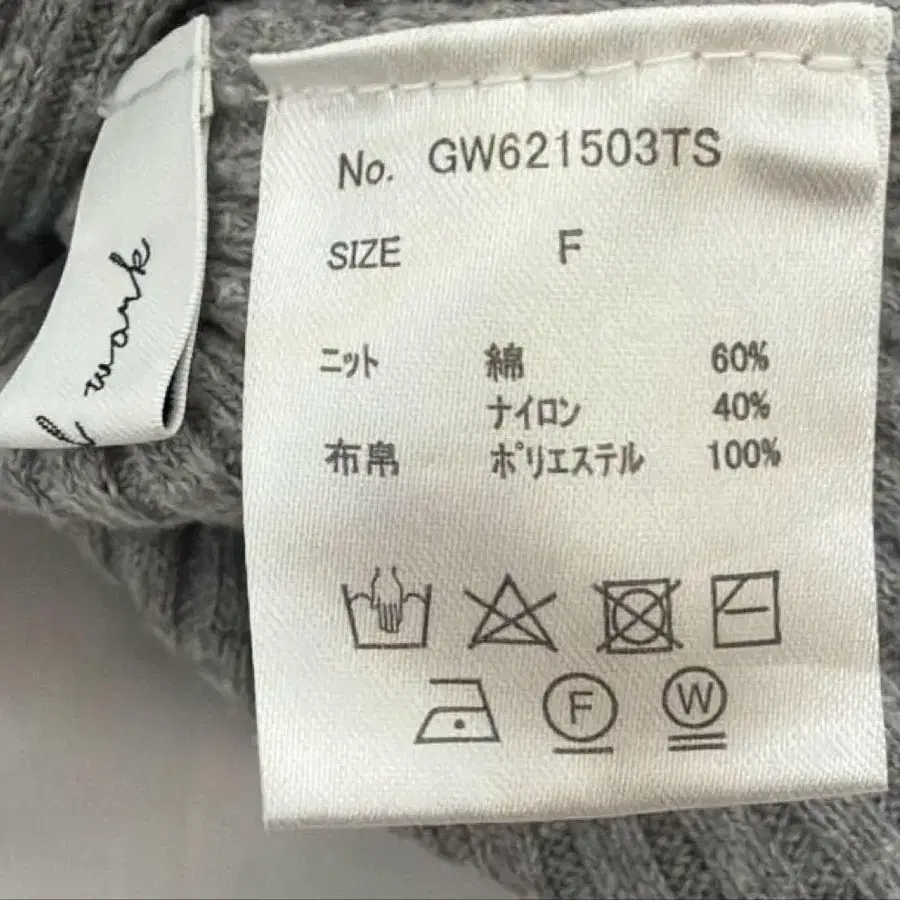 work
No. GW621503TS
SIZE F
ニット 綿 60%
ナイロン 40%
布帛 ポリエステル 100%
F W